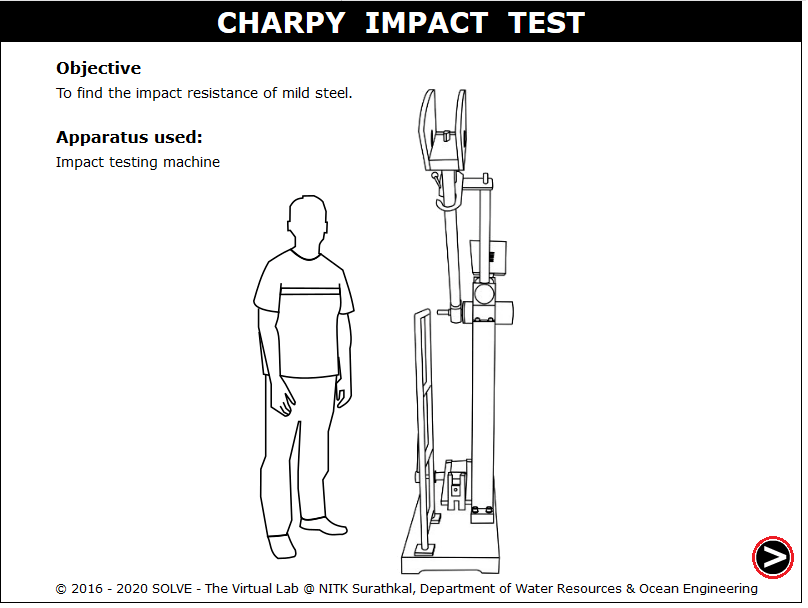 CHARPY IMPACT TEST
Objective
To find the impact resistance of mild steel.
Apparatus used:
Impact testing machine
© 2016 - 2020 SOLVE - The Virtual Lab @ NITK Surathkal, Department of Water Resources & Ocean Engineering